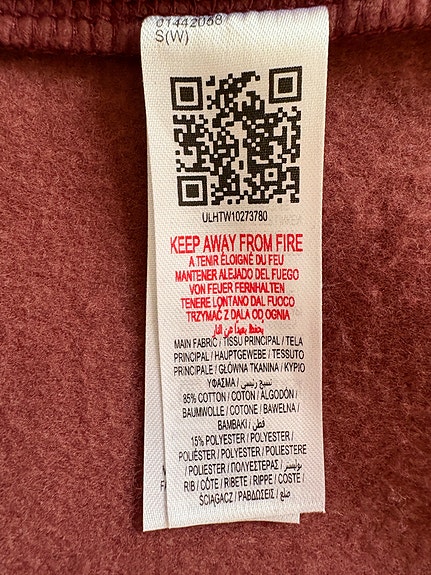 01442068
S(W)
ULHTW10273780
KEEP AWAY FROM FIRE
A TENIR ÉLOIGNÉ DU FEU
MANTENER ALEJADO DEL FUEGO
VON FEUER FERNHALTEN
TENERE LONTANO DAL FUOCO
TRZYMAĆ Z DALA OD OGNIA
يحفظ بعيداً عن النار
MAIN FABRIC / TISSU PRINCIPAL / TELA
PRINCIPAL / HAUPTGEWEBE / TESSUTO
PRINCIPALE / GŁÓWNA TKANINA / ΚΥΡΙΟ
ΥΦΑΣΜΑ / نسيج رئيسي
85% COTTON / COTON / ALGODÓN /
BAUMWOLLE / COTONE / BAWEŁNA /
ΒΑΜΒΑΚΙ / قطن
15% POLYESTER / POLYESTER /
POLIÉSTER / POLYESTER / POLIESTERE
/ POLIESTER / ΠΟΛΥΕΣΤΕΡΑΣ / بوليستر
RIB / CÔTE / RIBETE / RIPPE / COSTE /
ŚCIĄGACZ / ΡΑΒΔΩΣΕΙΣ / ضلع